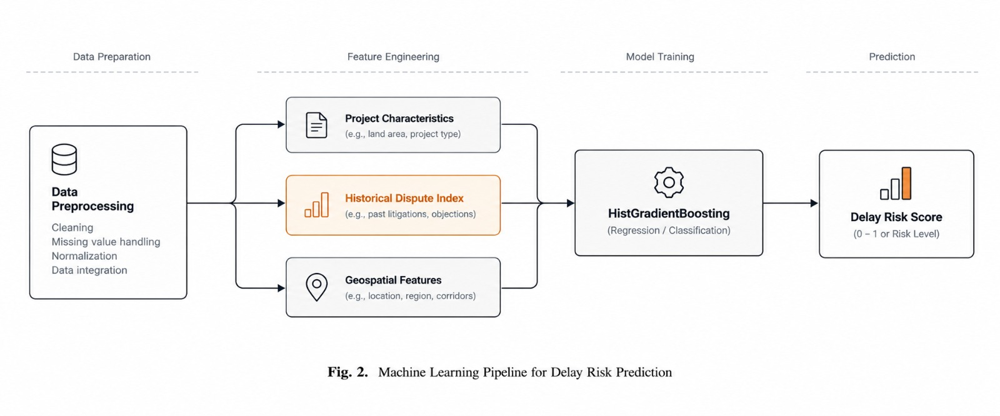 Data Preparation
Feature Engineering
Model Training
Prediction
Data
Preprocessing
Cleaning
Missing value handling
Normalization
Data integration
Project Characteristics
(e.g., land area, project type)
Historical Dispute Index
(e.g., past litigations, objections)
Geospatial Features
(e.g., location, region, corridors)
HistGradientBoosting
(Regression / Classification)
Delay Risk Score
(0 – 1 or Risk Level)
Fig. 2. Machine Learning Pipeline for Delay Risk Prediction